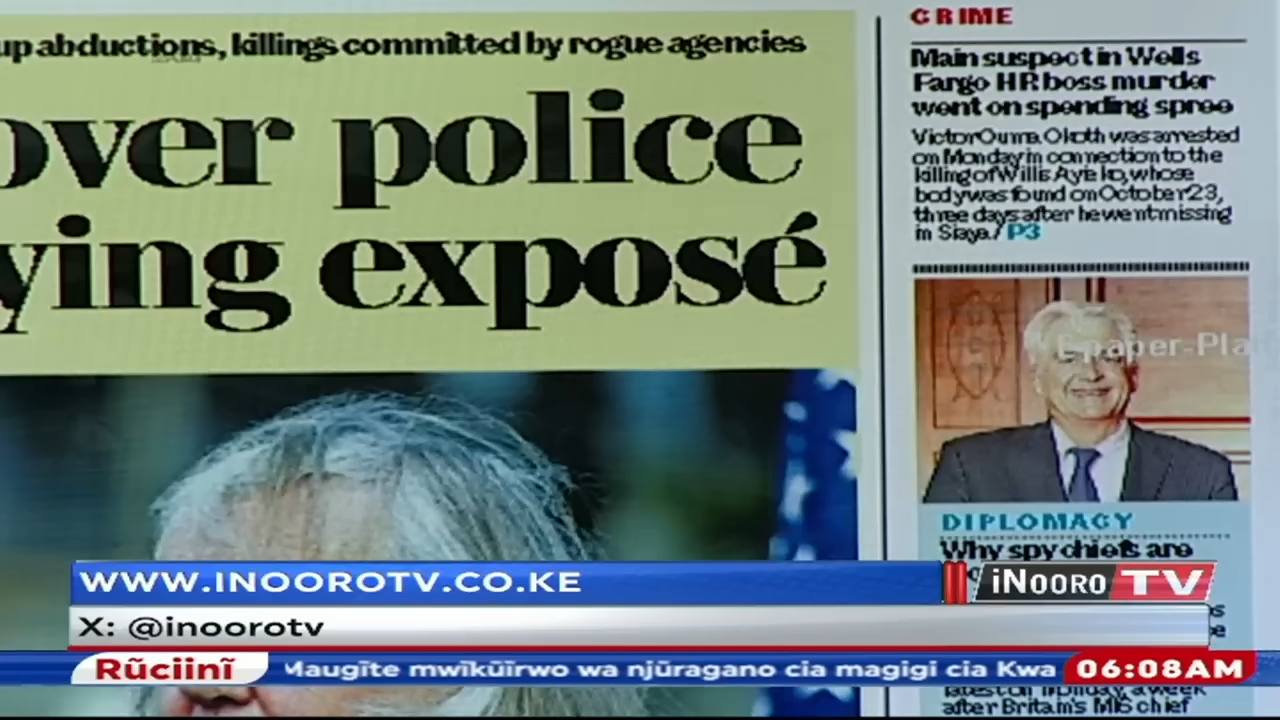 up abductions, killings committed by rogue agencies
over police
ying exposé
CRIME
Main suspect in Wells
Fargo HR boss murder
went on spending spree
Victor Ouma Okoth was arrested
on Monday in connection to the
killing of Willis Ayieko, whose
body was found on October 23,
three days after he went missing
in Siaya./ P3
DIPLOMACY
Why spy chiefs are
after Britain's MI6 chief
WWW.INOOROTV.CO.KE
iNOORO TV
X: @inoorotv
Rũciinĩ
Maugĩte mwĩkũĩrwo wa njũragano cia magigi cia Kwa
06:08AM